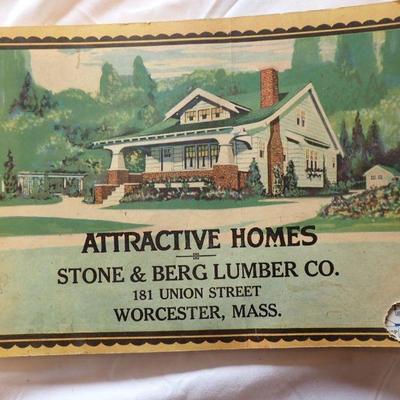 ATTRACTIVE HOMES
STONE & BERG LUMBER CO.
181 UNION STREET
WORCESTER, MASS.